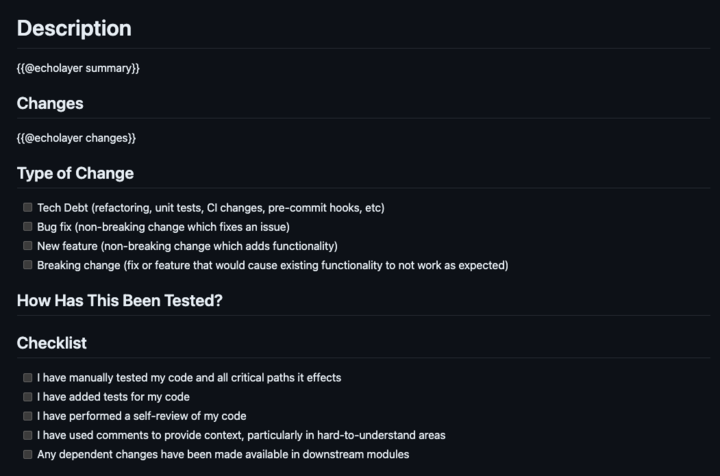 Description
{{@echolayer summary}}
Changes
{{@echolayer changes}}
Type of Change
Tech Debt (refactoring, unit tests, CI changes, pre-commit hooks, etc)
Bug fix (non-breaking change which fixes an issue)
New feature (non-breaking change which adds functionality)
Breaking change (fix or feature that would cause existing functionality to not work as expected)
How Has This Been Tested?
Checklist
I have manually tested my code and all critical paths it effects
I have added tests for my code
I have performed a self-review of my code
I have used comments to provide context, particularly in hard-to-understand areas
Any dependent changes have been made available in downstream modules